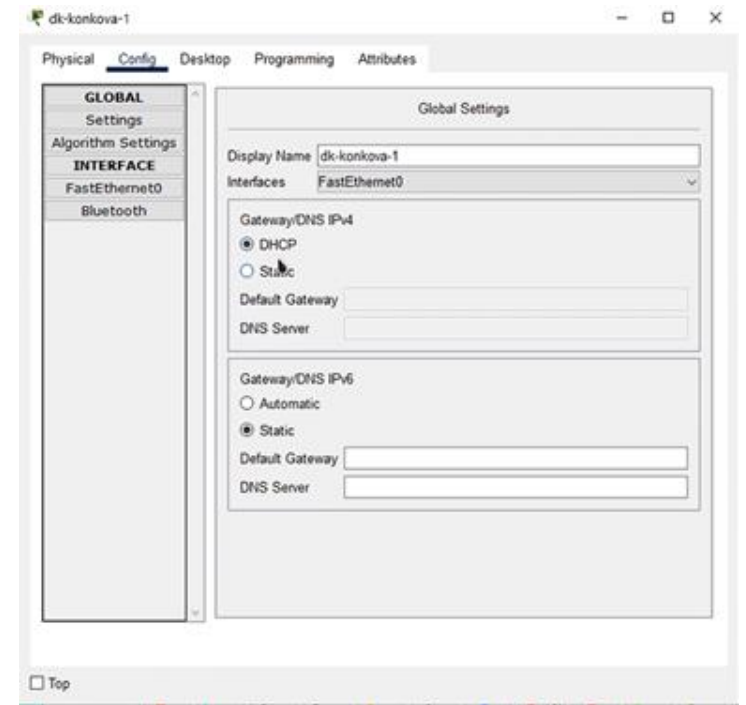 dk-konkova-1
Physical Config Desktop Programming Attributes
GLOBAL
Settings
Algorithm Settings
INTERFACE
FastEthernet0
Bluetooth
Global Settings
Display Name dk-konkova-1
Interfaces FastEthernet0
Gateway/DNS IPv4
DHCP
Static
Default Gateway
DNS Server
Gateway/DNS IPv6
Automatic
Static
Default Gateway
DNS Server
Top